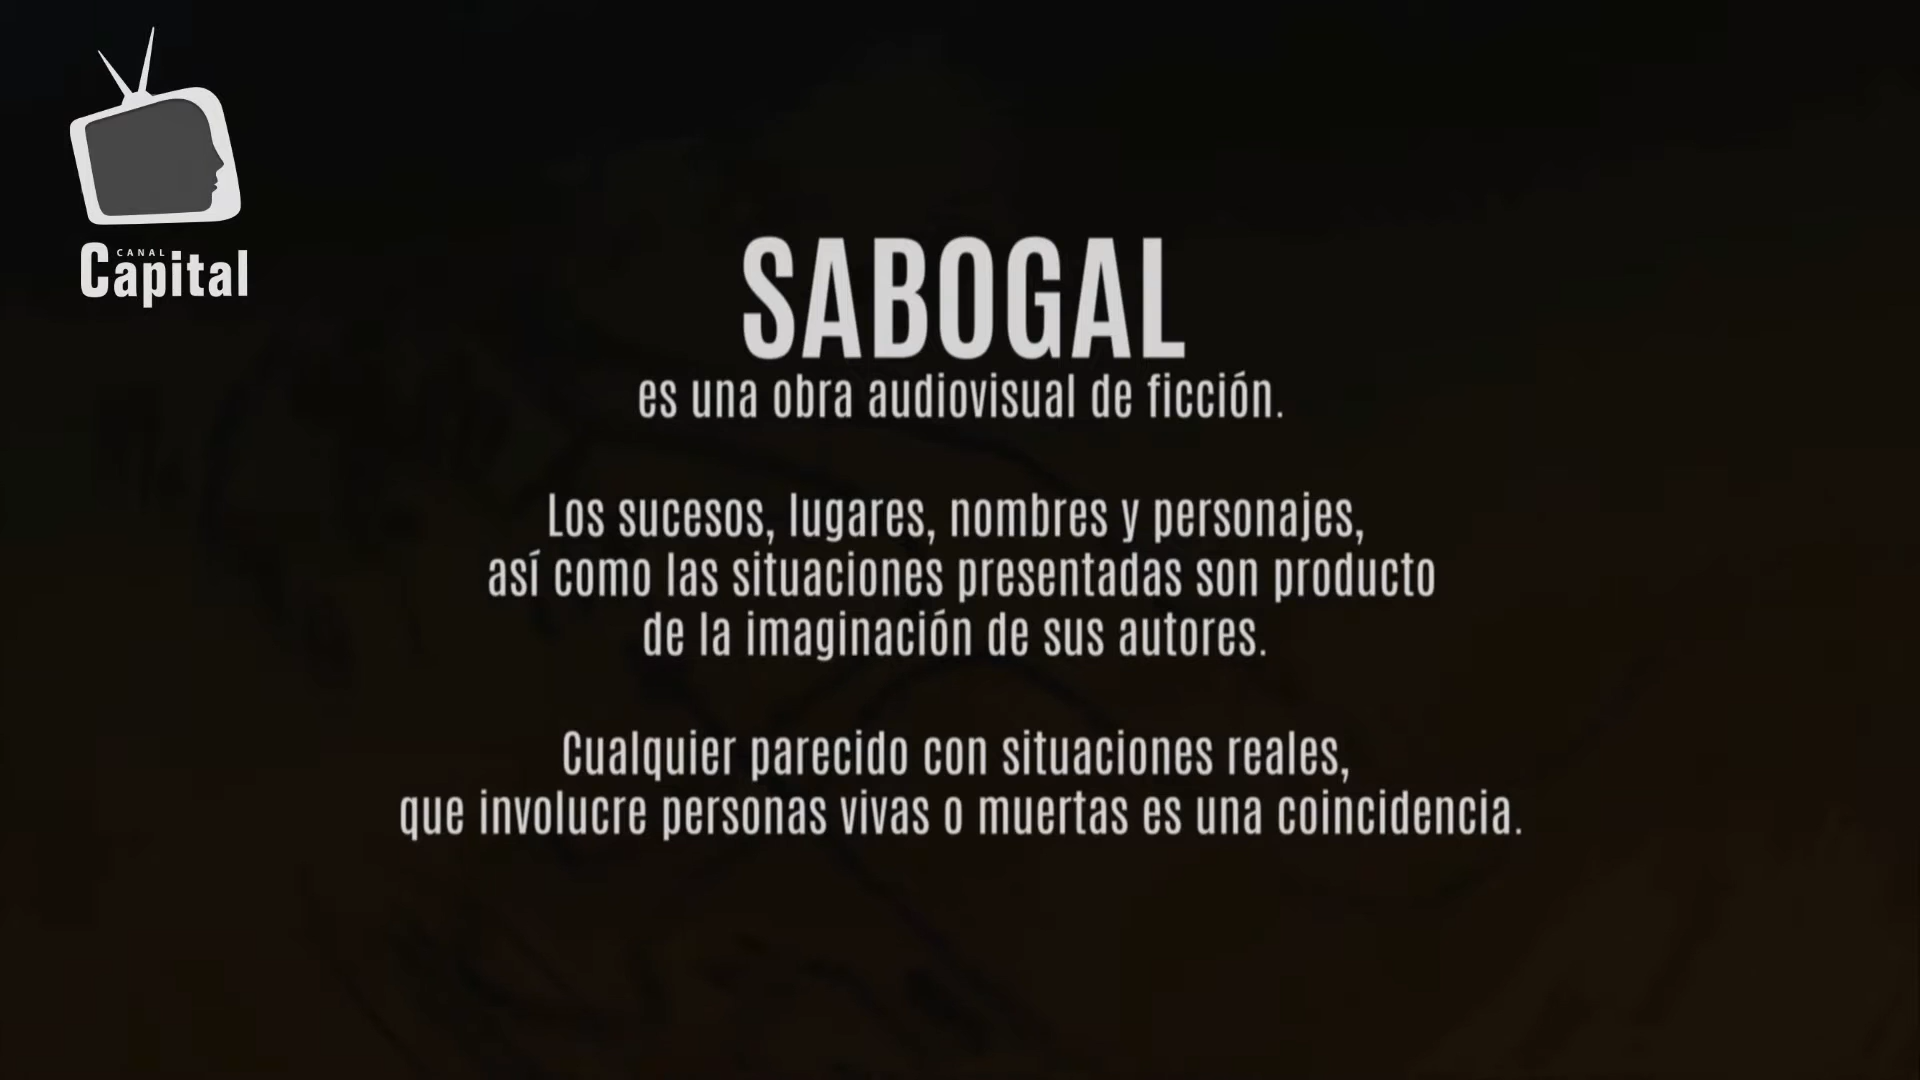 CANAL
Capital
SABOGAL
es una obra audiovisual de ficción.
Los sucesos, lugares, nombres y personajes,
así como las situaciones presentadas son producto
de la imaginación de sus autores.
Cualquier parecido con situaciones reales,
que involucre personas vivas o muertas es una coincidencia.